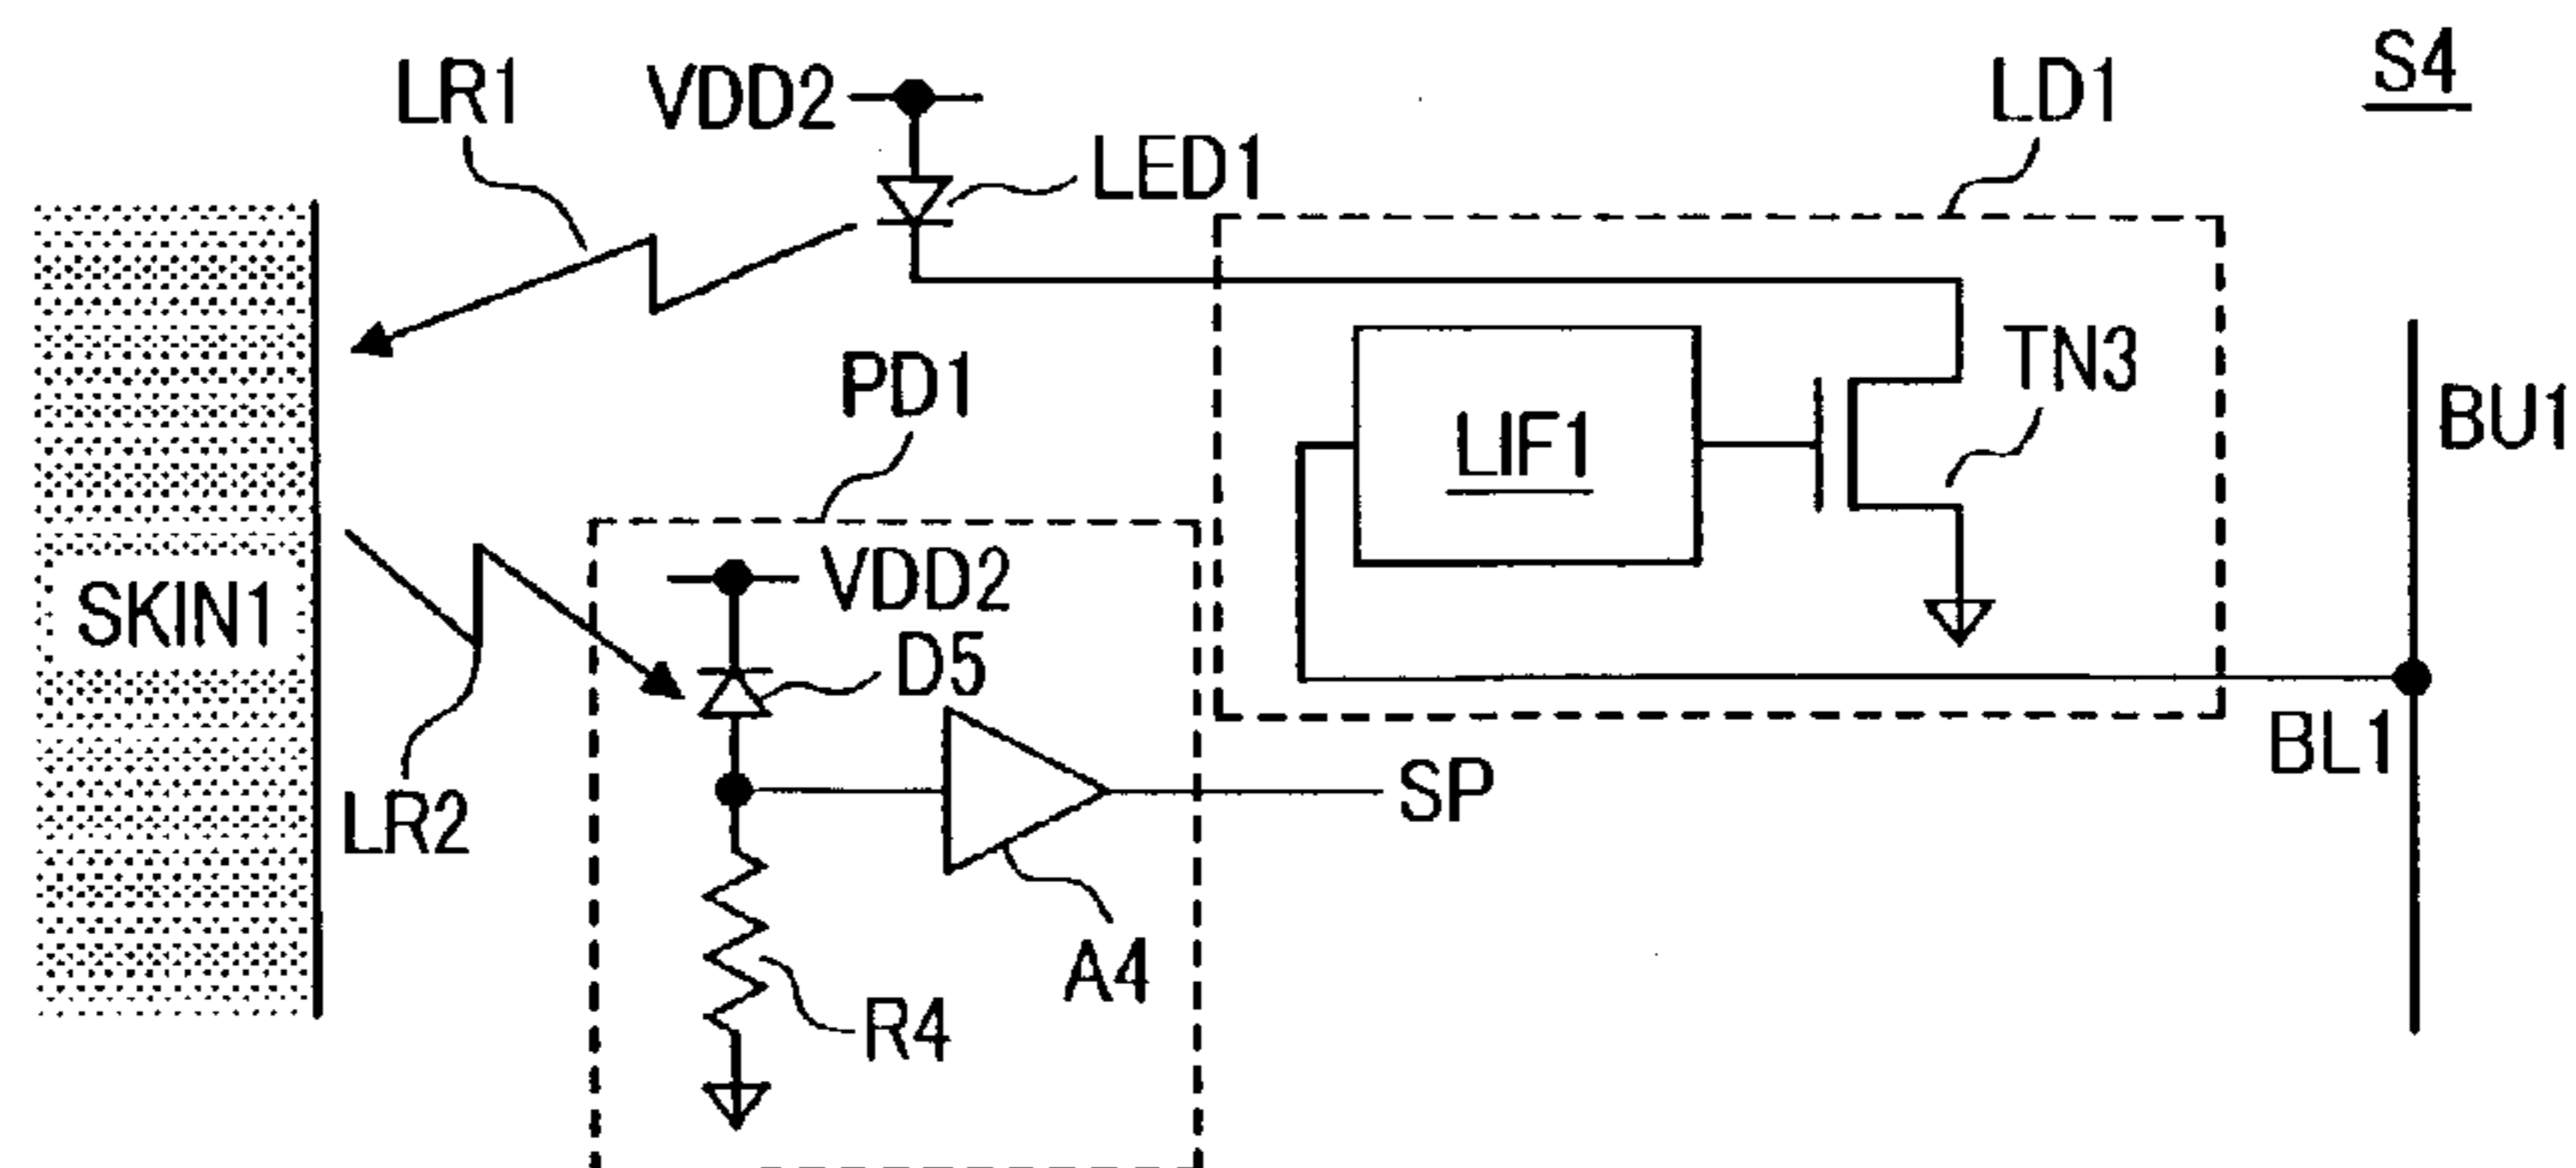 S4
LR1
VDD2
LED1
LD1
TN3
PD1
LIF1
BU1
VDD2
SKIN1
D5
BL1
SP
LR2
A4
R4